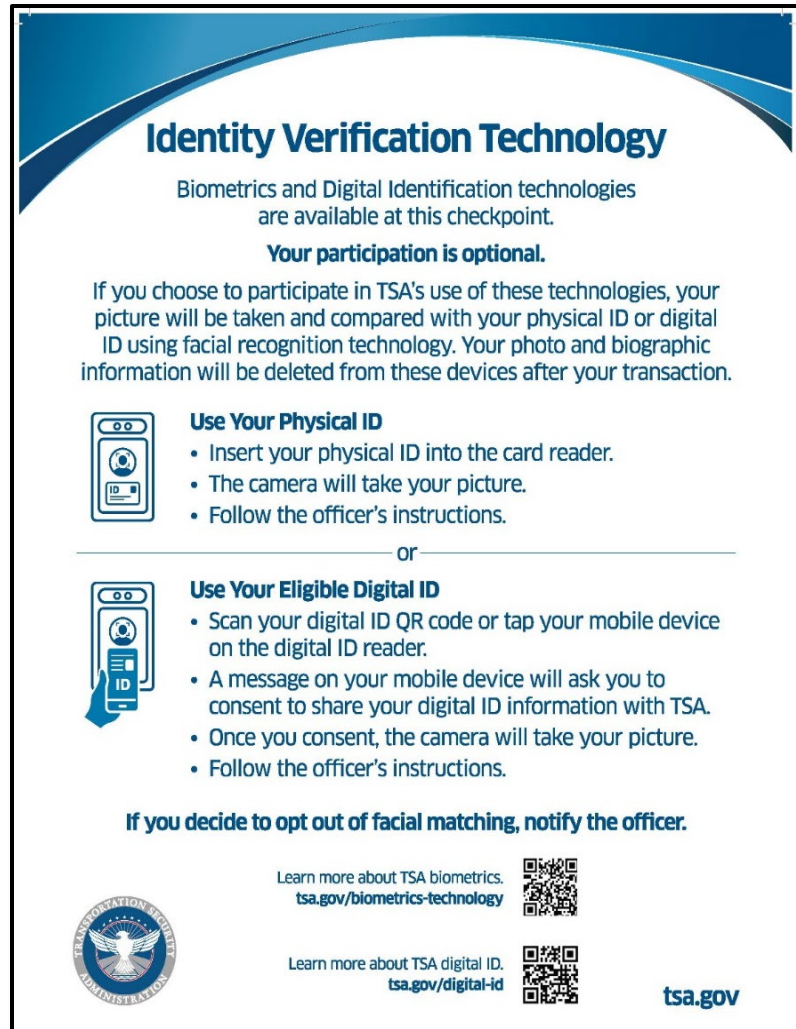 Identity Verification Technology
Biometrics and Digital Identification technologies
are available at this checkpoint.
Your participation is optional.
If you choose to participate in TSA's use of these technologies, your
picture will be taken and compared with your physical ID or digital
ID using facial recognition technology. Your photo and biographic
information will be deleted from these devices after your transaction.
ID
Use Your Physical ID
• Insert your physical ID into the card reader.
• The camera will take your picture.
• Follow the officer's instructions.
or
ID
Use Your Eligible Digital ID
• Scan your digital ID QR code or tap your mobile device
on the digital ID reader.
• A message on your mobile device will ask you to
consent to share your digital ID information with TSA.
• Once you consent, the camera will take your picture.
• Follow the officer's instructions.
If you decide to opt out of facial matching, notify the officer.
Learn more about TSA biometrics.
tsa.gov/biometrics-technology
TRANSPORTATION SECURITY
ADMINISTRATION
Learn more about TSA digital ID.
tsa.gov/digital-id
tsa.gov